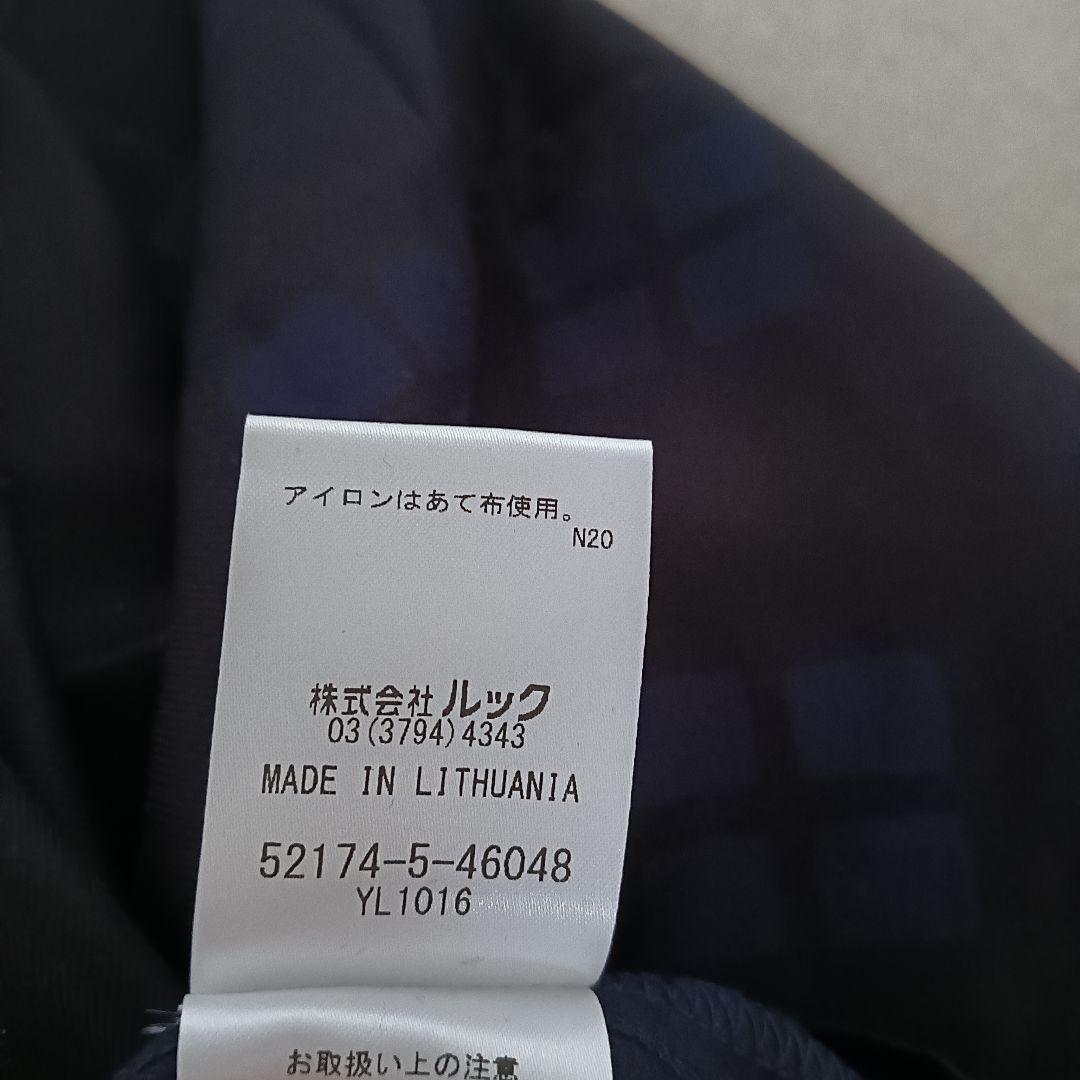 アイロンはあて布使用。
N20
株式会社ルック
03(3794)4343
MADE IN LITHUANIA
52174-5-46048
YL1016
お取扱い上の注意